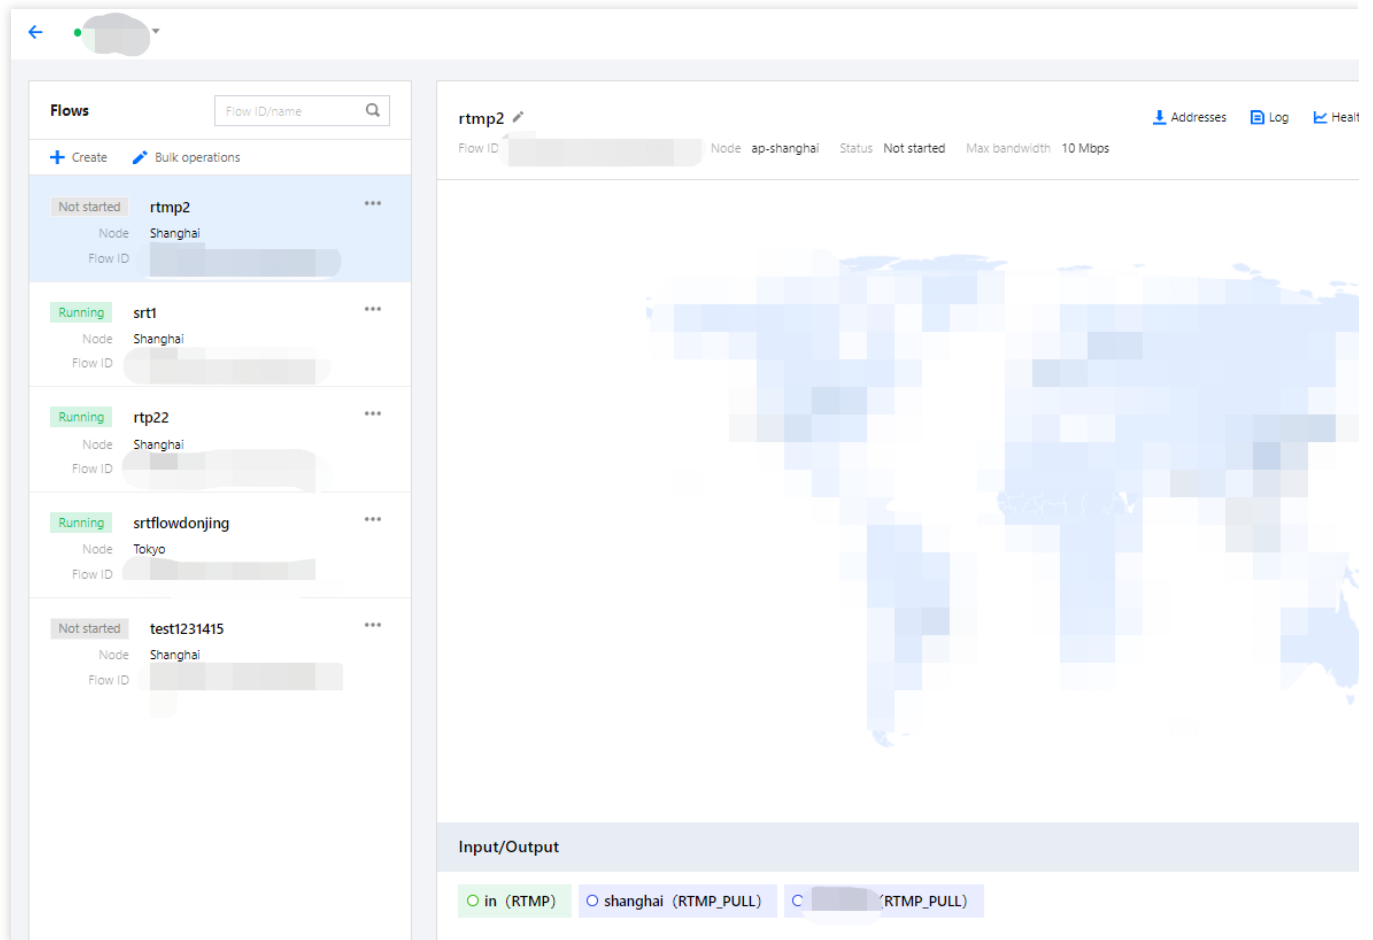 Flows
Flow ID/name
Create
Bulk operations
Not started rtmp2
Node Shanghai
Flow ID
Running srt1
Node Shanghai
Flow ID
Running rtp22
Node Shanghai
Flow ID
Running srtflowdonjing
Node Tokyo
Flow ID
Not started test1231415
Node Shanghai
Flow ID
rtmp2
Addresses Log Healt
Flow ID Node ap-shanghai Status Not started Max bandwidth 10 Mbps
Input/Output
in (RTMP) shanghai (RTMP_PULL) (RTMP_PULL)